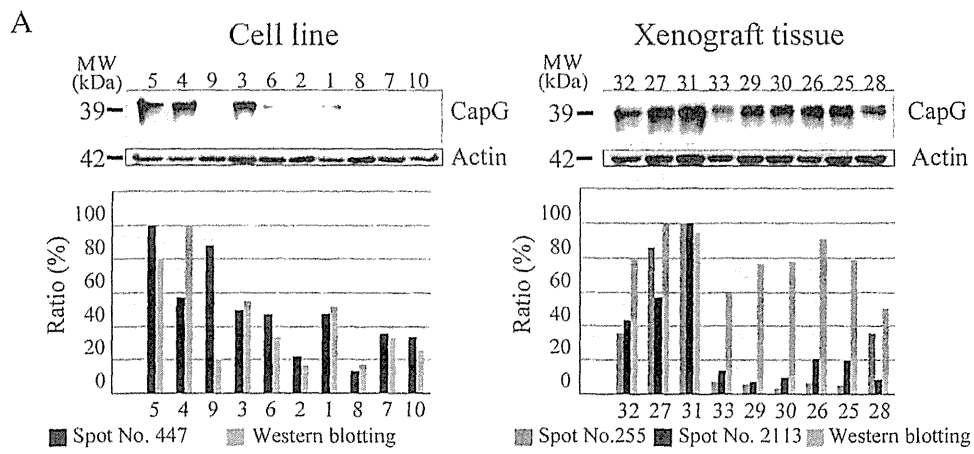 A
Cell line
MW
(kDa)
5 4 9 3 6 2 1 8 7 10
39
CapG
42
Actin
Ratio (%)
100
80
60
40
20
0
5 4 9 3 6 2 1 8 7 10
Spot No. 447 Western blotting
Xenograft tissue
MW
(kDa)
32 27 31 33 29 30 26 25 28
39
CapG
42
Actin
Ratio (%)
100
80
60
40
20
0
32 27 31 33 29 30 26 25 28
Spot No.255 Spot No. 2113 Western blotting